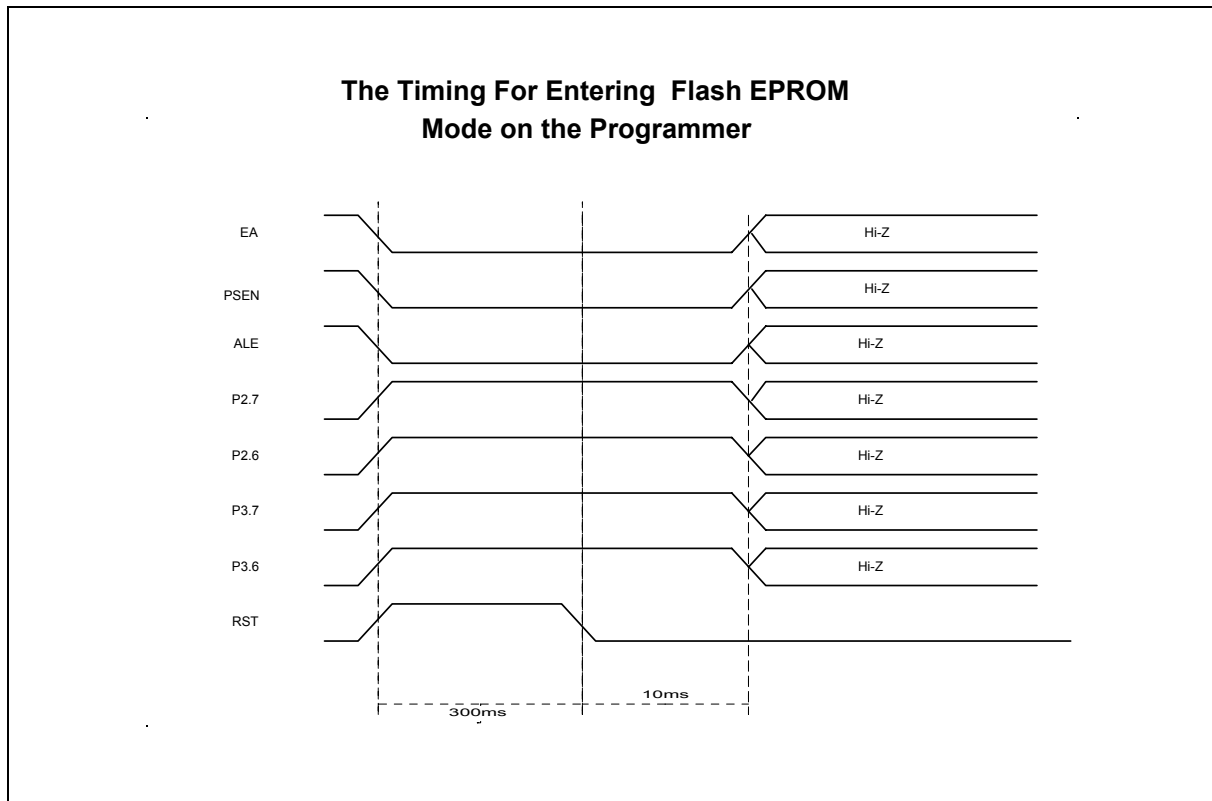 The Timing For Entering Flash EPROM
Mode on the Programmer
EA
Hi-Z
PSEN
Hi-Z
ALE
Hi-Z
P2.7
Hi-Z
P2.6
Hi-Z
P3.7
Hi-Z
P3.6
Hi-Z
RST
10ms
300ms